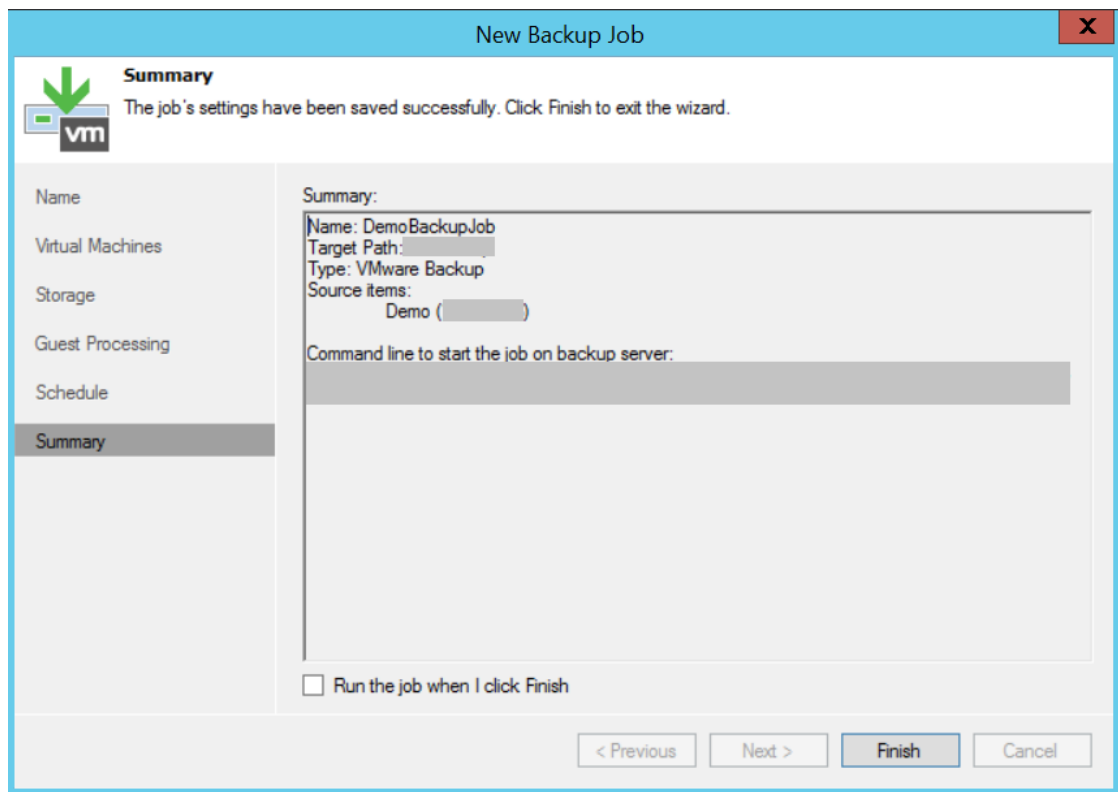 New Backup Job
X
Summary
The job's settings have been saved successfully. Click Finish to exit the wizard.
vm
Name
Virtual Machines
Storage
Guest Processing
Schedule
Summary
Summary:
Name: DemoBackupJob
Target Path:
Type: VMware Backup
Source items:
Demo ( )
Command line to start the job on backup server:
Run the job when I click Finish
< Previous
Next >
Finish
Cancel